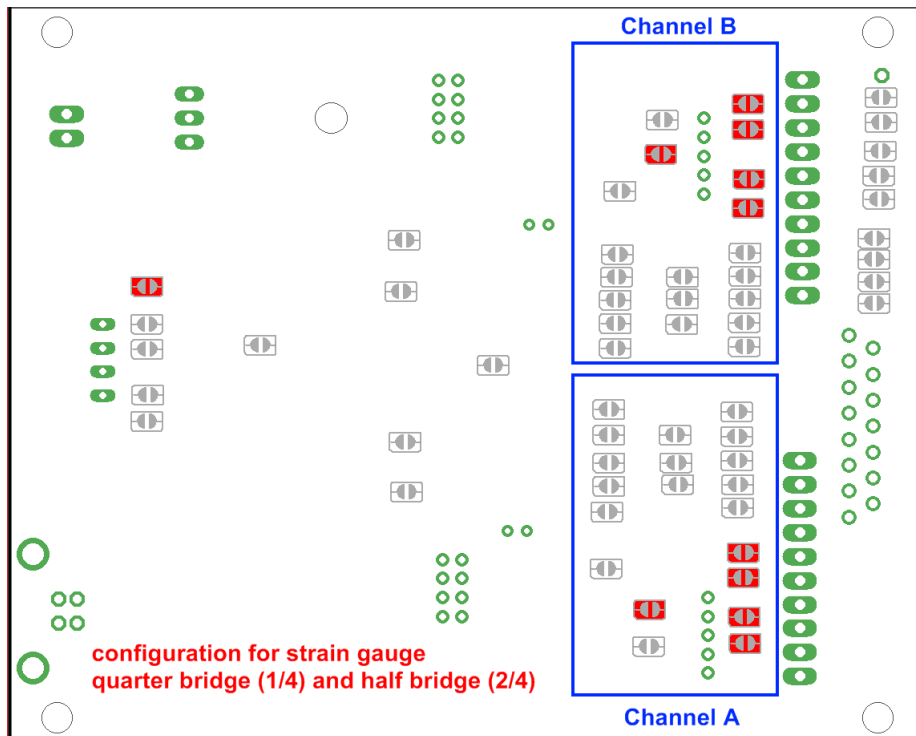 Channel B
configuration for strain gauge
quarter bridge (1/4) and half bridge (2/4)
Channel A